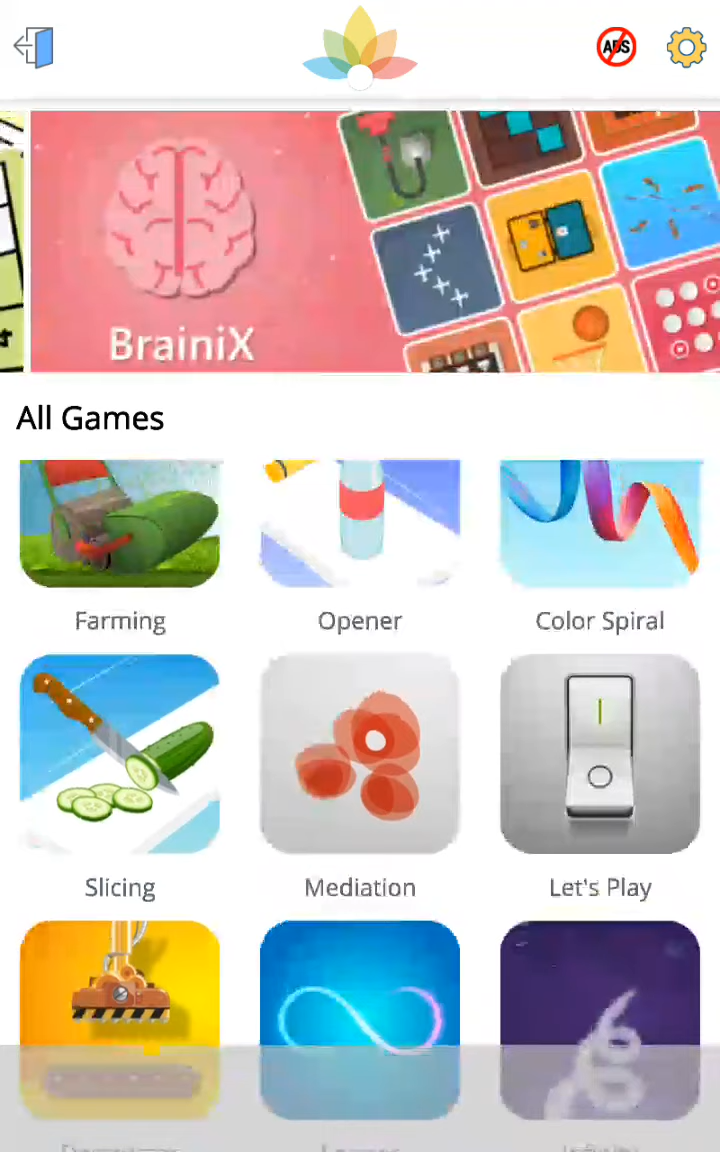 ADS
BrainiX
All Games
Farming
Opener
Color Spiral
Slicing
Mediation
Let's Play